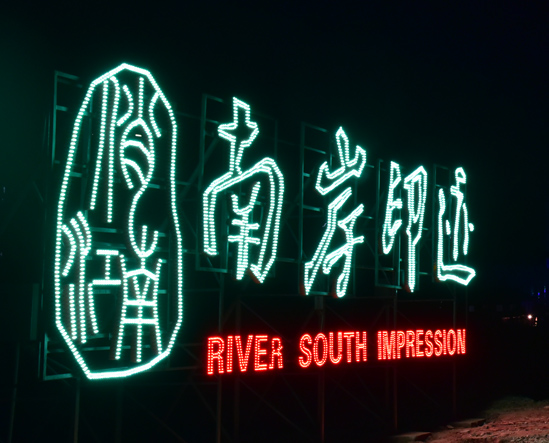 南岸印迹
RIVER SOUTH IMPRESSION